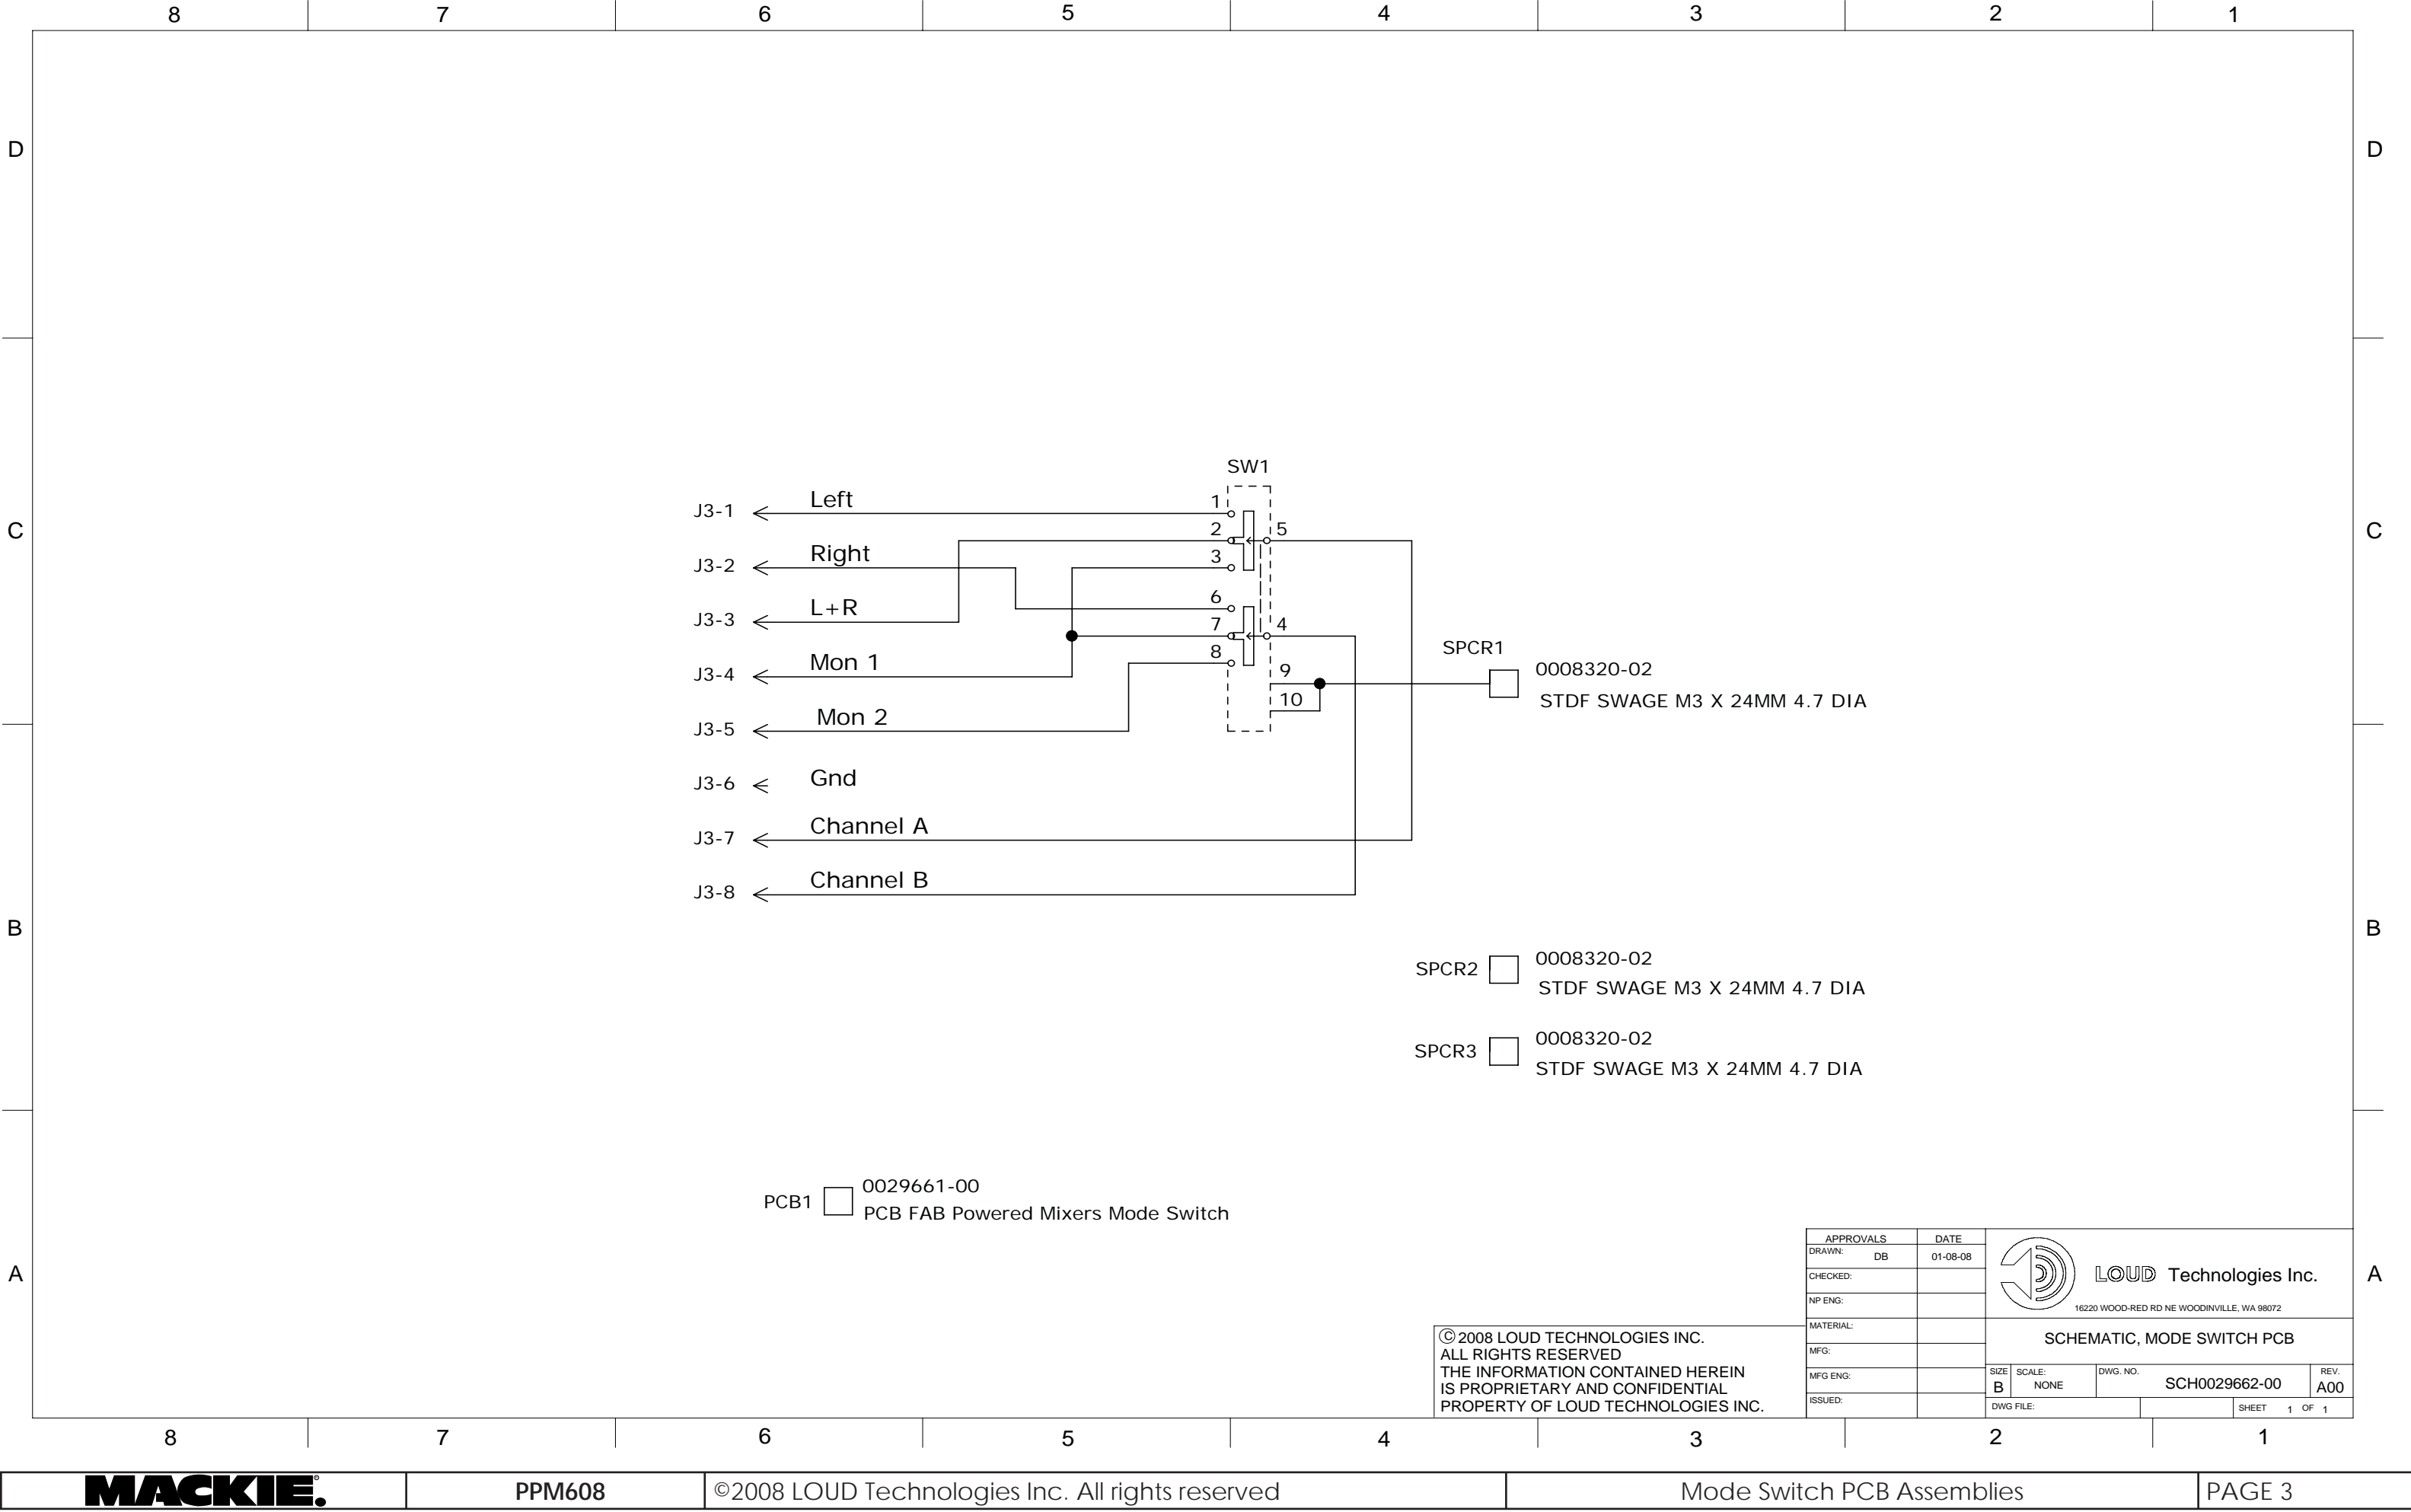 8 7 6 5 4 3 2 1
D D
SW1
J3-1 Left 1
2 5
J3-2 Right 3
6
J3-3 L+R
7 4
8
SPCR1
J3-4 Mon 1
9
0008320-02
10
STDF SWAGE M3 X 24MM 4.7 DIA
C C
J3-5 Mon 2
J3-6 Gnd
J3-7 Channel A
J3-8 Channel B
B B
SPCR2 0008320-02
STDF SWAGE M3 X 24MM 4.7 DIA
SPCR3 0008320-02
STDF SWAGE M3 X 24MM 4.7 DIA
PCB1 0029661-00
PCB FAB Powered Mixers Mode Switch
A A
© 2008 LOUD TECHNOLOGIES INC.
ALL RIGHTS RESERVED
THE INFORMATION CONTAINED HEREIN
IS PROPRIETARY AND CONFIDENTIAL
PROPERTY OF LOUD TECHNOLOGIES INC.
APPROVALS DATE
DRAWN: DB 01-08-08
CHECKED:
NP ENG:
MATERIAL:
MFG:
MFG ENG:
ISSUED:
LOUD Technologies Inc.
16220 WOOD-RED RD NE WOODINVILLE, WA 98072
SCHEMATIC, MODE SWITCH PCB
SIZE B SCALE: NONE DWG. NO. SCH0029662-00 REV. A00
DWG FILE: SHEET 1 OF 1
8 7 6 5 4 3 2 1
MACKIE.® PPM608 ©2008 LOUD Technologies Inc. All rights reserved Mode Switch PCB Assemblies PAGE 3